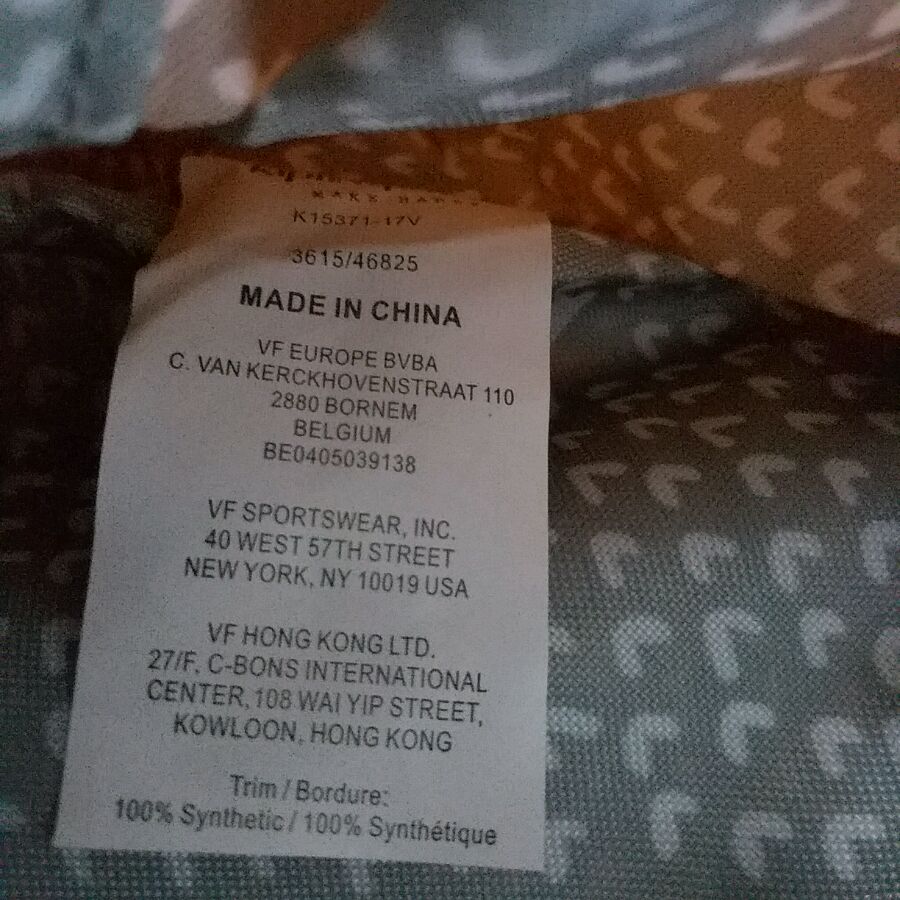 MAKE HAPPY
K15371-17V
3615/46825
MADE IN CHINA
VF EUROPE BVBA
C. VAN KERCKHOVENSTRAAT 110
2880 BORNEM
BELGIUM
BE0405039138
VF SPORTSWEAR, INC.
40 WEST 57TH STREET
NEW YORK, NY 10019 USA
VF HONG KONG LTD.
27/F, C-BONS INTERNATIONAL
CENTER, 108 WAI YIP STREET,
KOWLOON, HONG KONG
Trim / Bordure:
100% Synthetic / 100% Synthétique